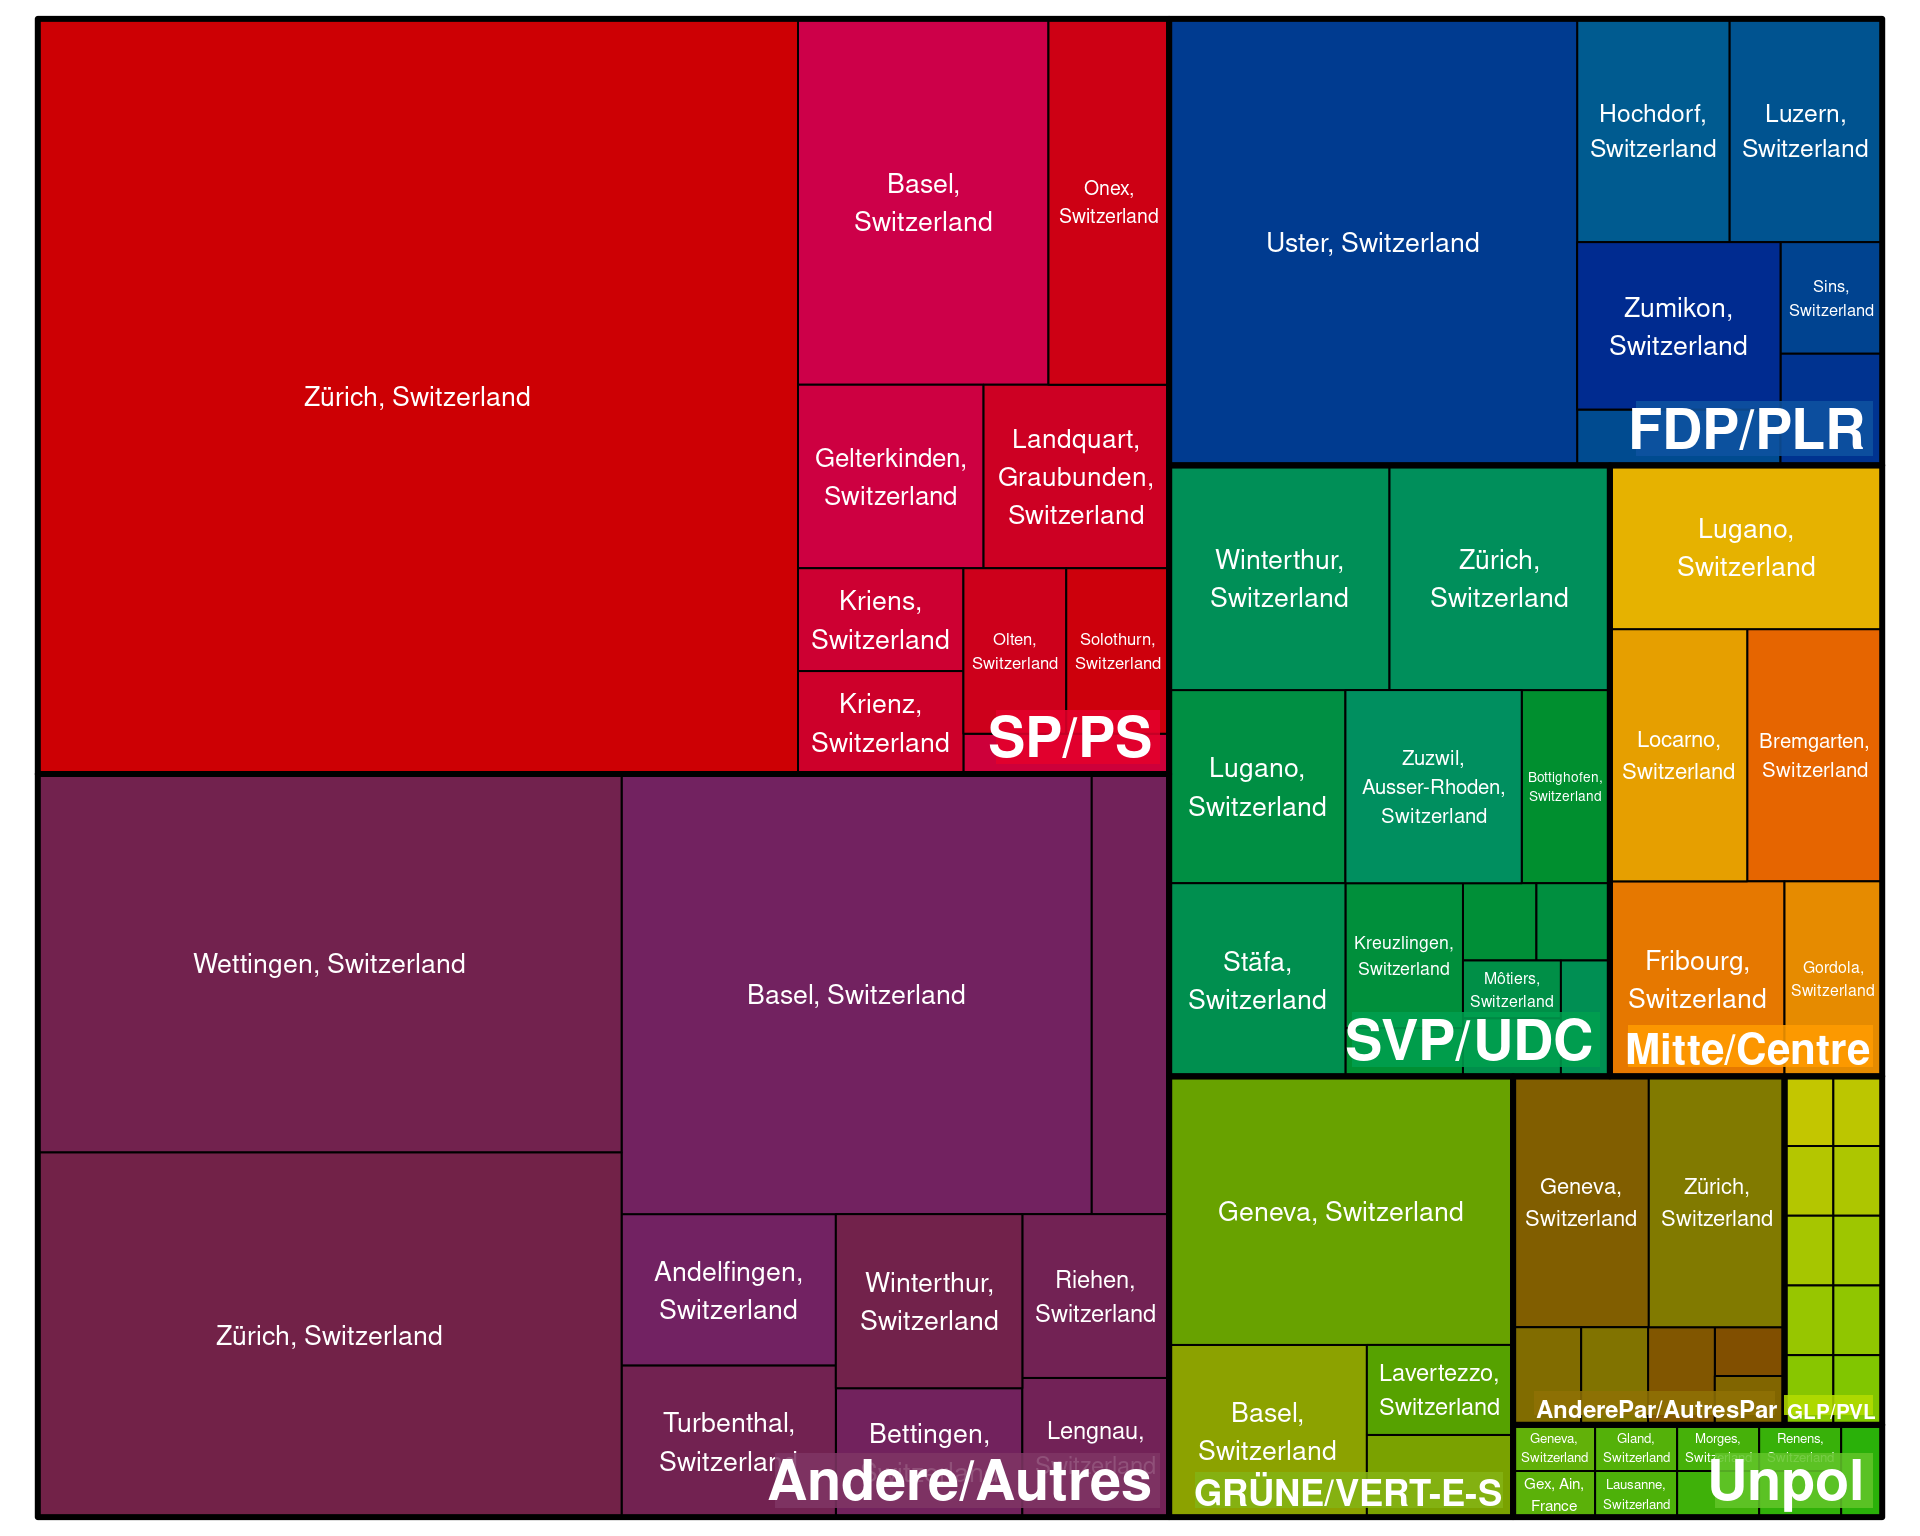 Zürich, Switzerland
Basel,
Switzerland
Onex,
Switzerland
Gelterkinden,
Switzerland
Landquart,
Graubunden,
Switzerland
Kriens,
Switzerland
Krienz,
Switzerland
Olten,
Switzerland
Solothurn,
Switzerland
SP/PS
Uster, Switzerland
Hochdorf,
Switzerland
Luzern,
Switzerland
Zumikon,
Switzerland
Sins,
Switzerland
FDP/PLR
Winterthur,
Switzerland
Zürich,
Switzerland
Lugano,
Switzerland
Zuzwil,
Ausser-Rhoden,
Switzerland
Bottighofen,
Switzerland
Stäfa,
Switzerland
Kreuzlingen,
Switzerland
Môtiers,
Switzerland
SVP/UDC
Lugano,
Switzerland
Locarno,
Switzerland
Bremgarten,
Switzerland
Fribourg,
Switzerland
Gordola,
Switzerland
Mitte/Centre
Wettingen, Switzerland
Zürich, Switzerland
Basel, Switzerland
Andelfingen,
Switzerland
Turbenthal,
Switzerland
Winterthur,
Switzerland
Bettingen,
Switzerland
Riehen,
Switzerland
Lengnau,
Switzerland
Andere/Autres
Geneva, Switzerland
Basel,
Switzerland
Lavertezzo,
Switzerland
GRÜNE/VERT-E-S
Geneva,
Switzerland
Zürich,
Switzerland
AnderePar/AutresPar
GLP/PVL
Geneva,
Switzerland
Gland,
Switzerland
Morges,
Switzerland
Renens,
Switzerland
Gex, Ain,
France
Lausanne,
Switzerland
Unpol